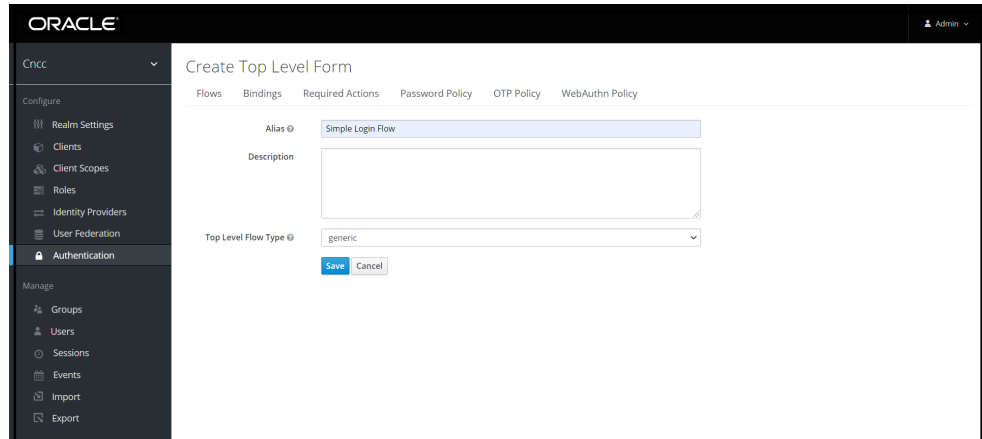 ORACLE®
Admin
Cncc
Configure
Realm Settings
Clients
Client Scopes
Roles
Identity Providers
User Federation
Authentication
Manage
Groups
Users
Sessions
Events
Import
Export
Create Top Level Form
Flows Bindings Required Actions Password Policy OTP Policy WebAuthn Policy
Alias Simple Login Flow
Description
Top Level Flow Type generic
Save Cancel